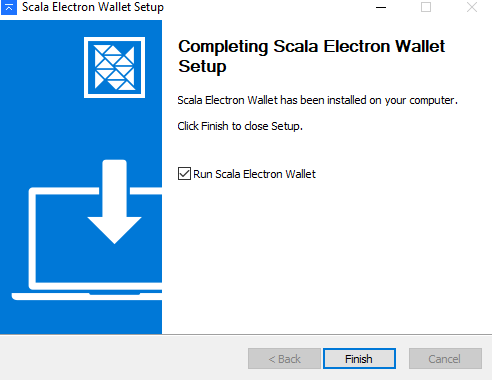 Scala Electron Wallet Setup
Completing Scala Electron Wallet
Setup
Scala Electron Wallet has been installed on your computer.
Click Finish to close Setup.
Run Scala Electron Wallet
< Back
Finish
Cancel